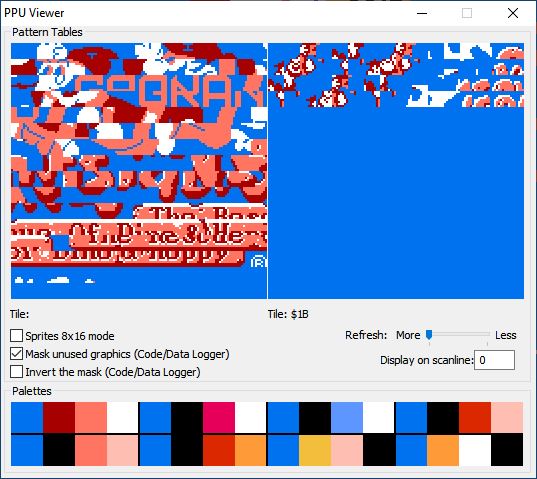 PPU Viewer
Pattern Tables
The
Tile:
Tile: $1B
Sprites 8x16 mode
Refresh: More Less
Mask unused graphics (Code/Data Logger)
Display on scanline: 0
Invert the mask (Code/Data Logger)
Palettes